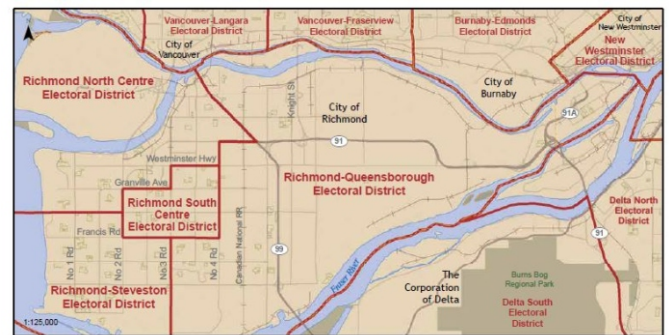 Vancouver-Langara
Electoral District
Vancouver-Fraserview
Electoral District
Burnaby-Edmonds
Electoral District
City of
New Westminster
City of
Vancouver
New
Westminster
Electoral District
Richmond North Centre
Electoral District
Knight St
City of
Burnaby
City of
Richmond
91A
91
Westminster Hwy
Granville Ave
Richmond-Queensborough
Electoral District
Richmond South
Centre
Electoral District
Delta North
Electoral
District
Francis Rd
No 1 Rd
No 2 Rd
No 3 Rd
No 4 Rd
Canadian National RR
99
91
Fraser River
Richmond-Steveston
Electoral District
The
Corporation
of Delta
Burns Bog
Regional Park
Delta South
Electoral
District
1:125,000